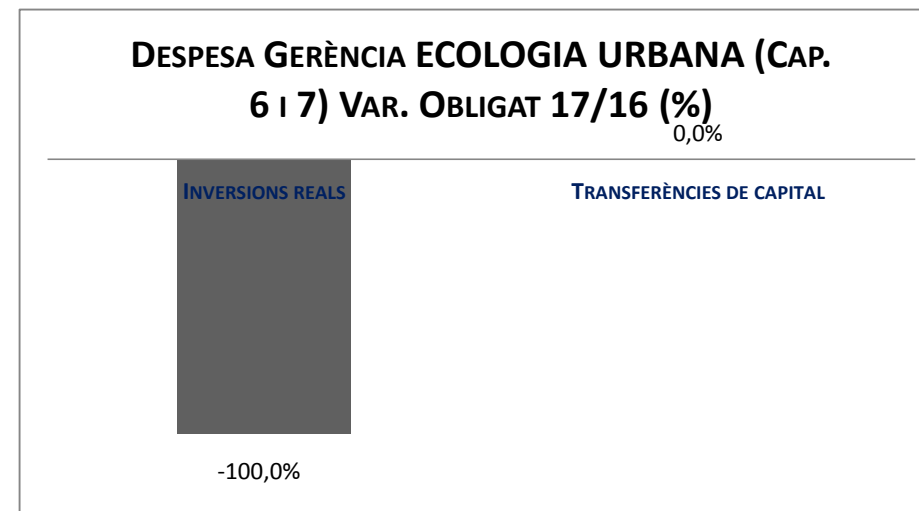 DESPESA GERÈNCIA ECOLOGIA URBANA (CAP.
6 I 7) VAR. OBLIGAT 17/16 (%)
0,0%
INVERSIONS REALS
TRANSFERÈNCIES DE CAPITAL
-100,0%